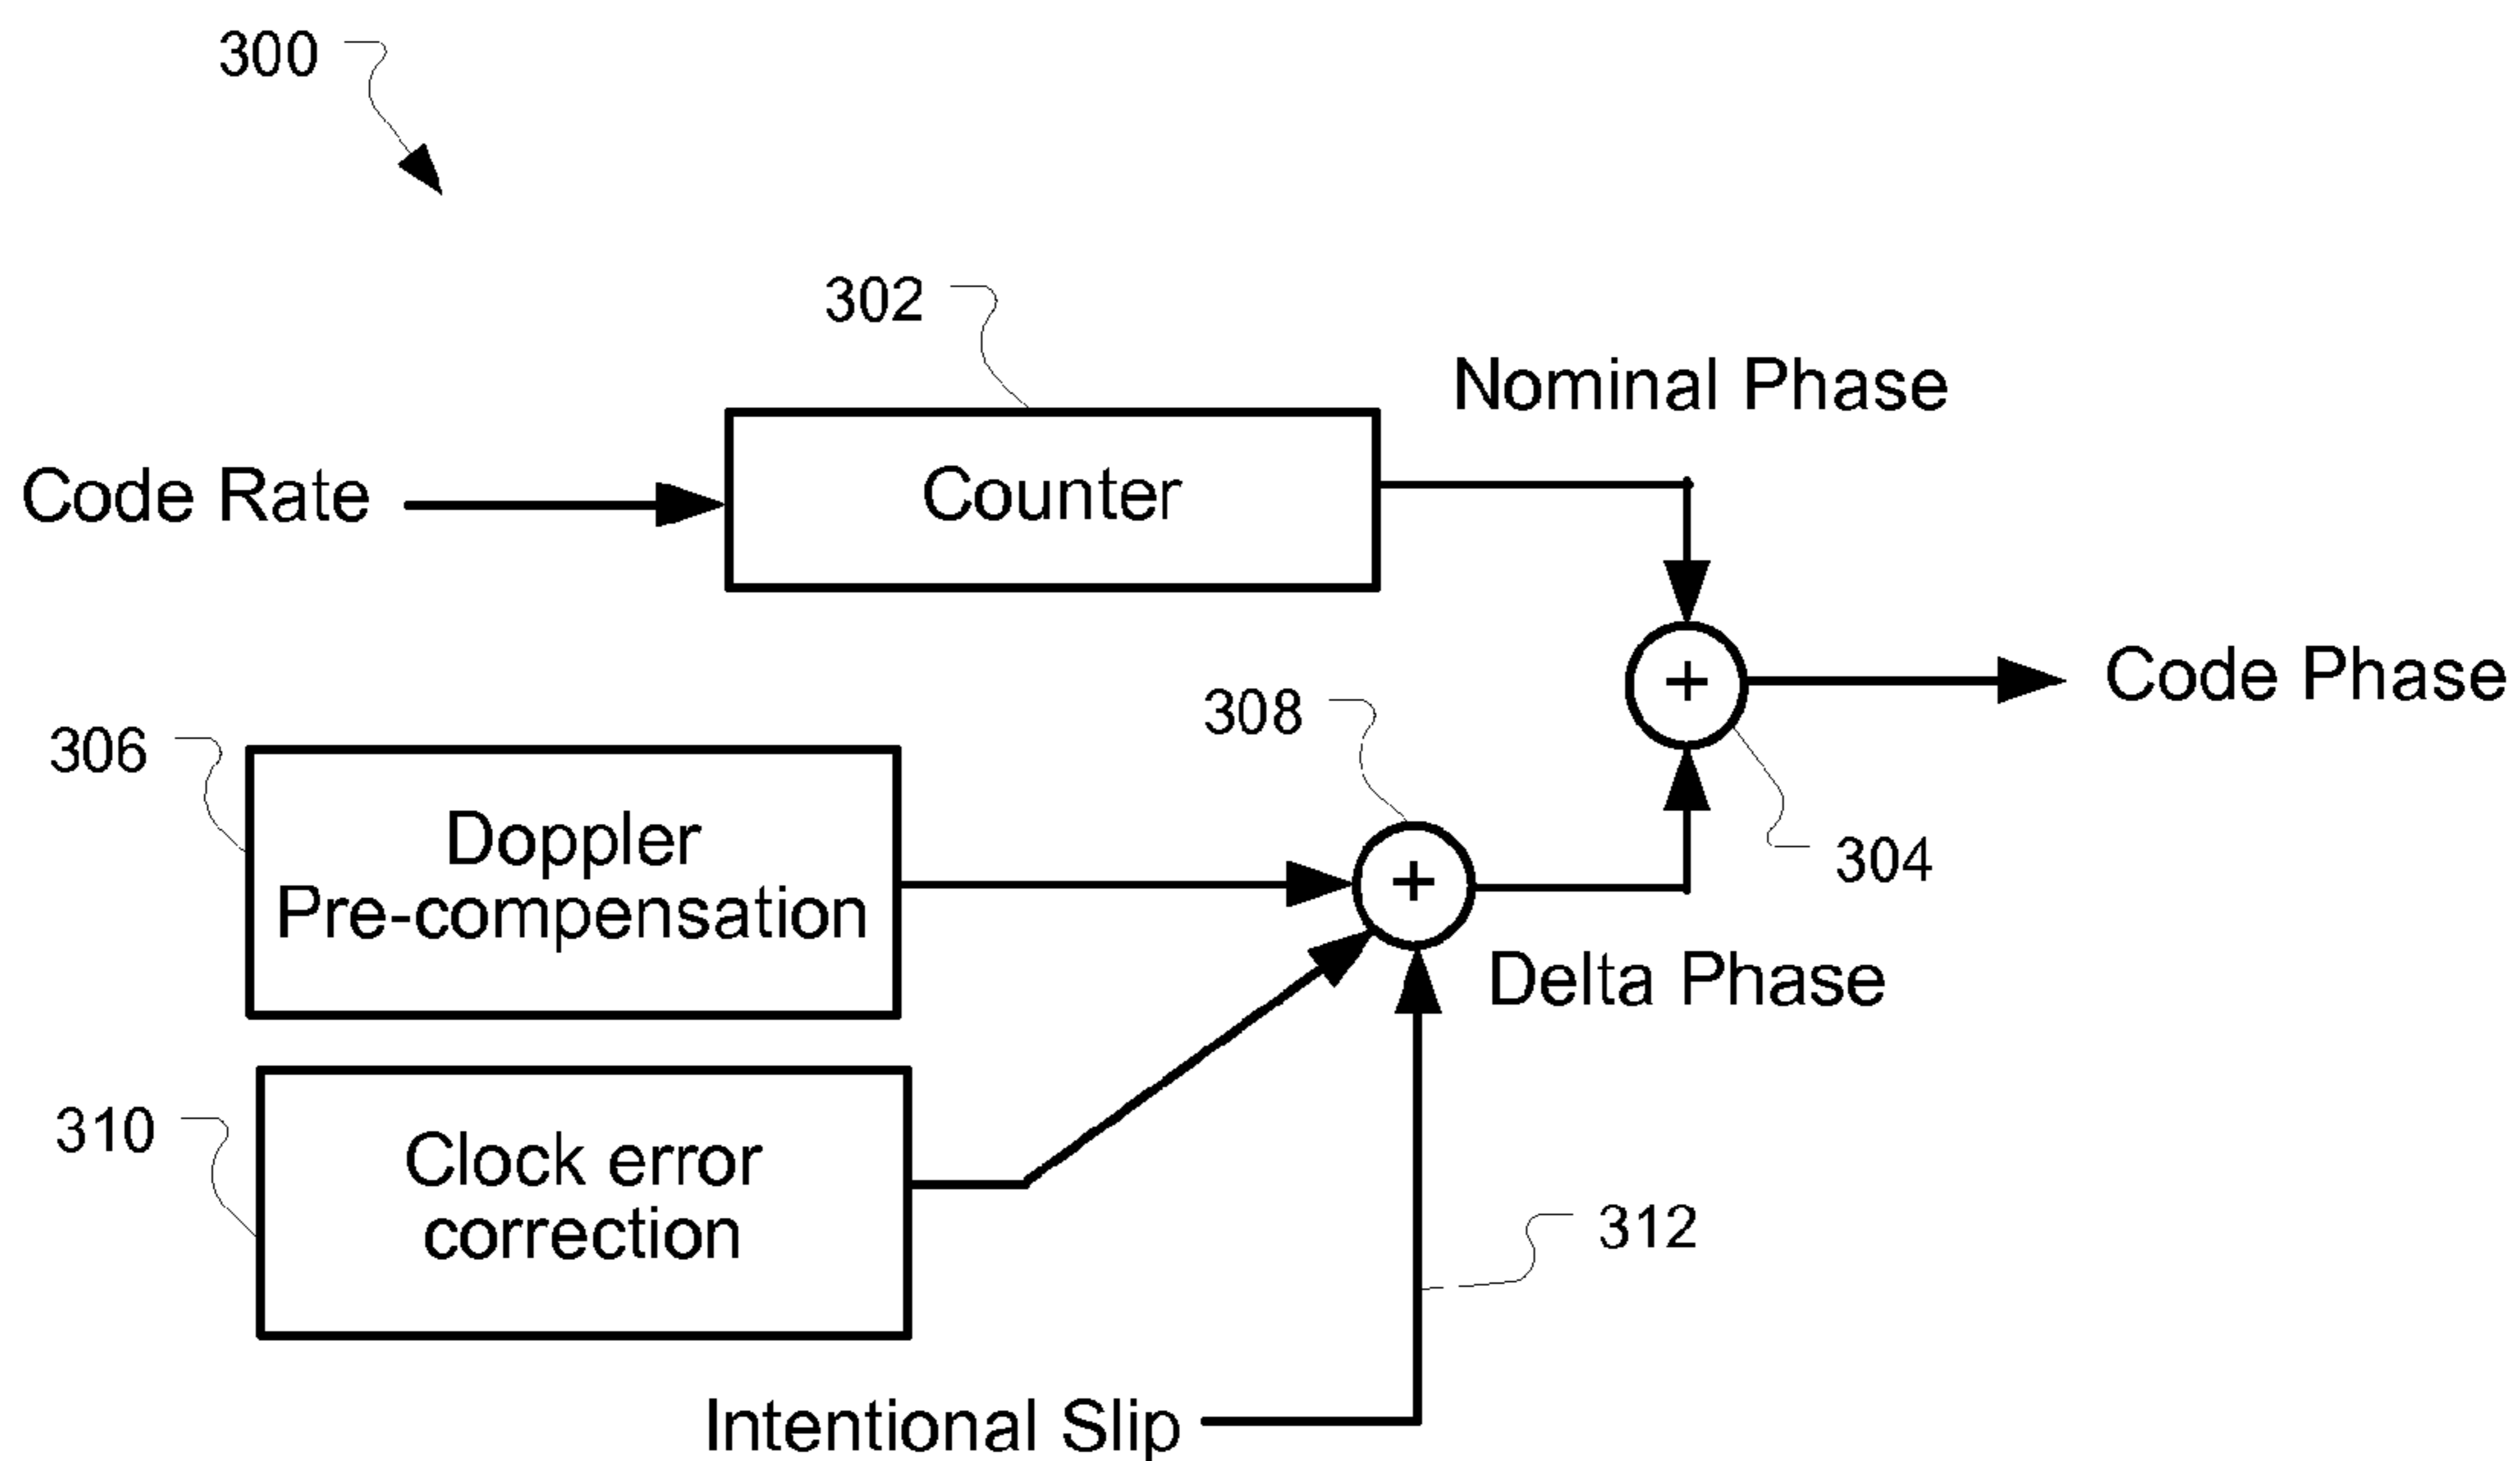 300
302
Nominal Phase
Code Rate
Counter
+
Code Phase
308
306
304
Doppler
Pre-compensation
+
Delta Phase
310
Clock error
correction
312
Intentional Slip